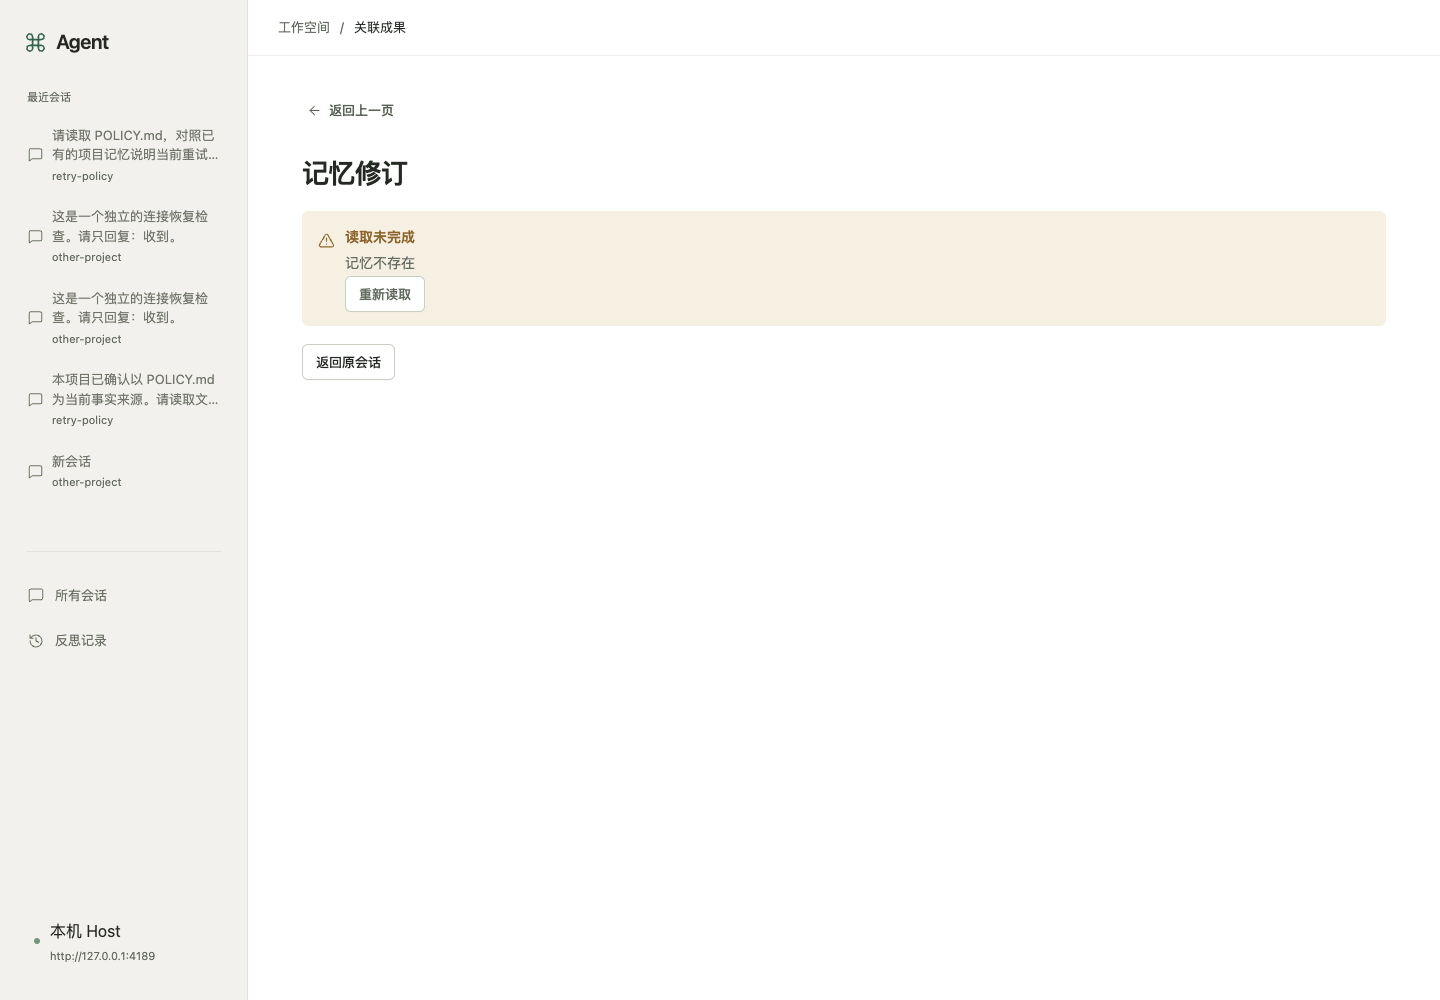 Agent
最近会话
请读取 POLICY.md，对照已
有的项目记忆说明当前重试...
retry-policy
这是一个独立的连接恢复检
查。请只回复：收到。
other-project
这是一个独立的连接恢复检
查。请只回复：收到。
other-project
本项目已确认以 POLICY.md
为当前事实来源。请读取文...
retry-policy
新会话
other-project
所有会话
反思记录
本机 Host
http://127.0.0.1:4189
工作空间 / 关联成果
返回上一页
记忆修订
读取未完成
记忆不存在
重新读取
返回原会话